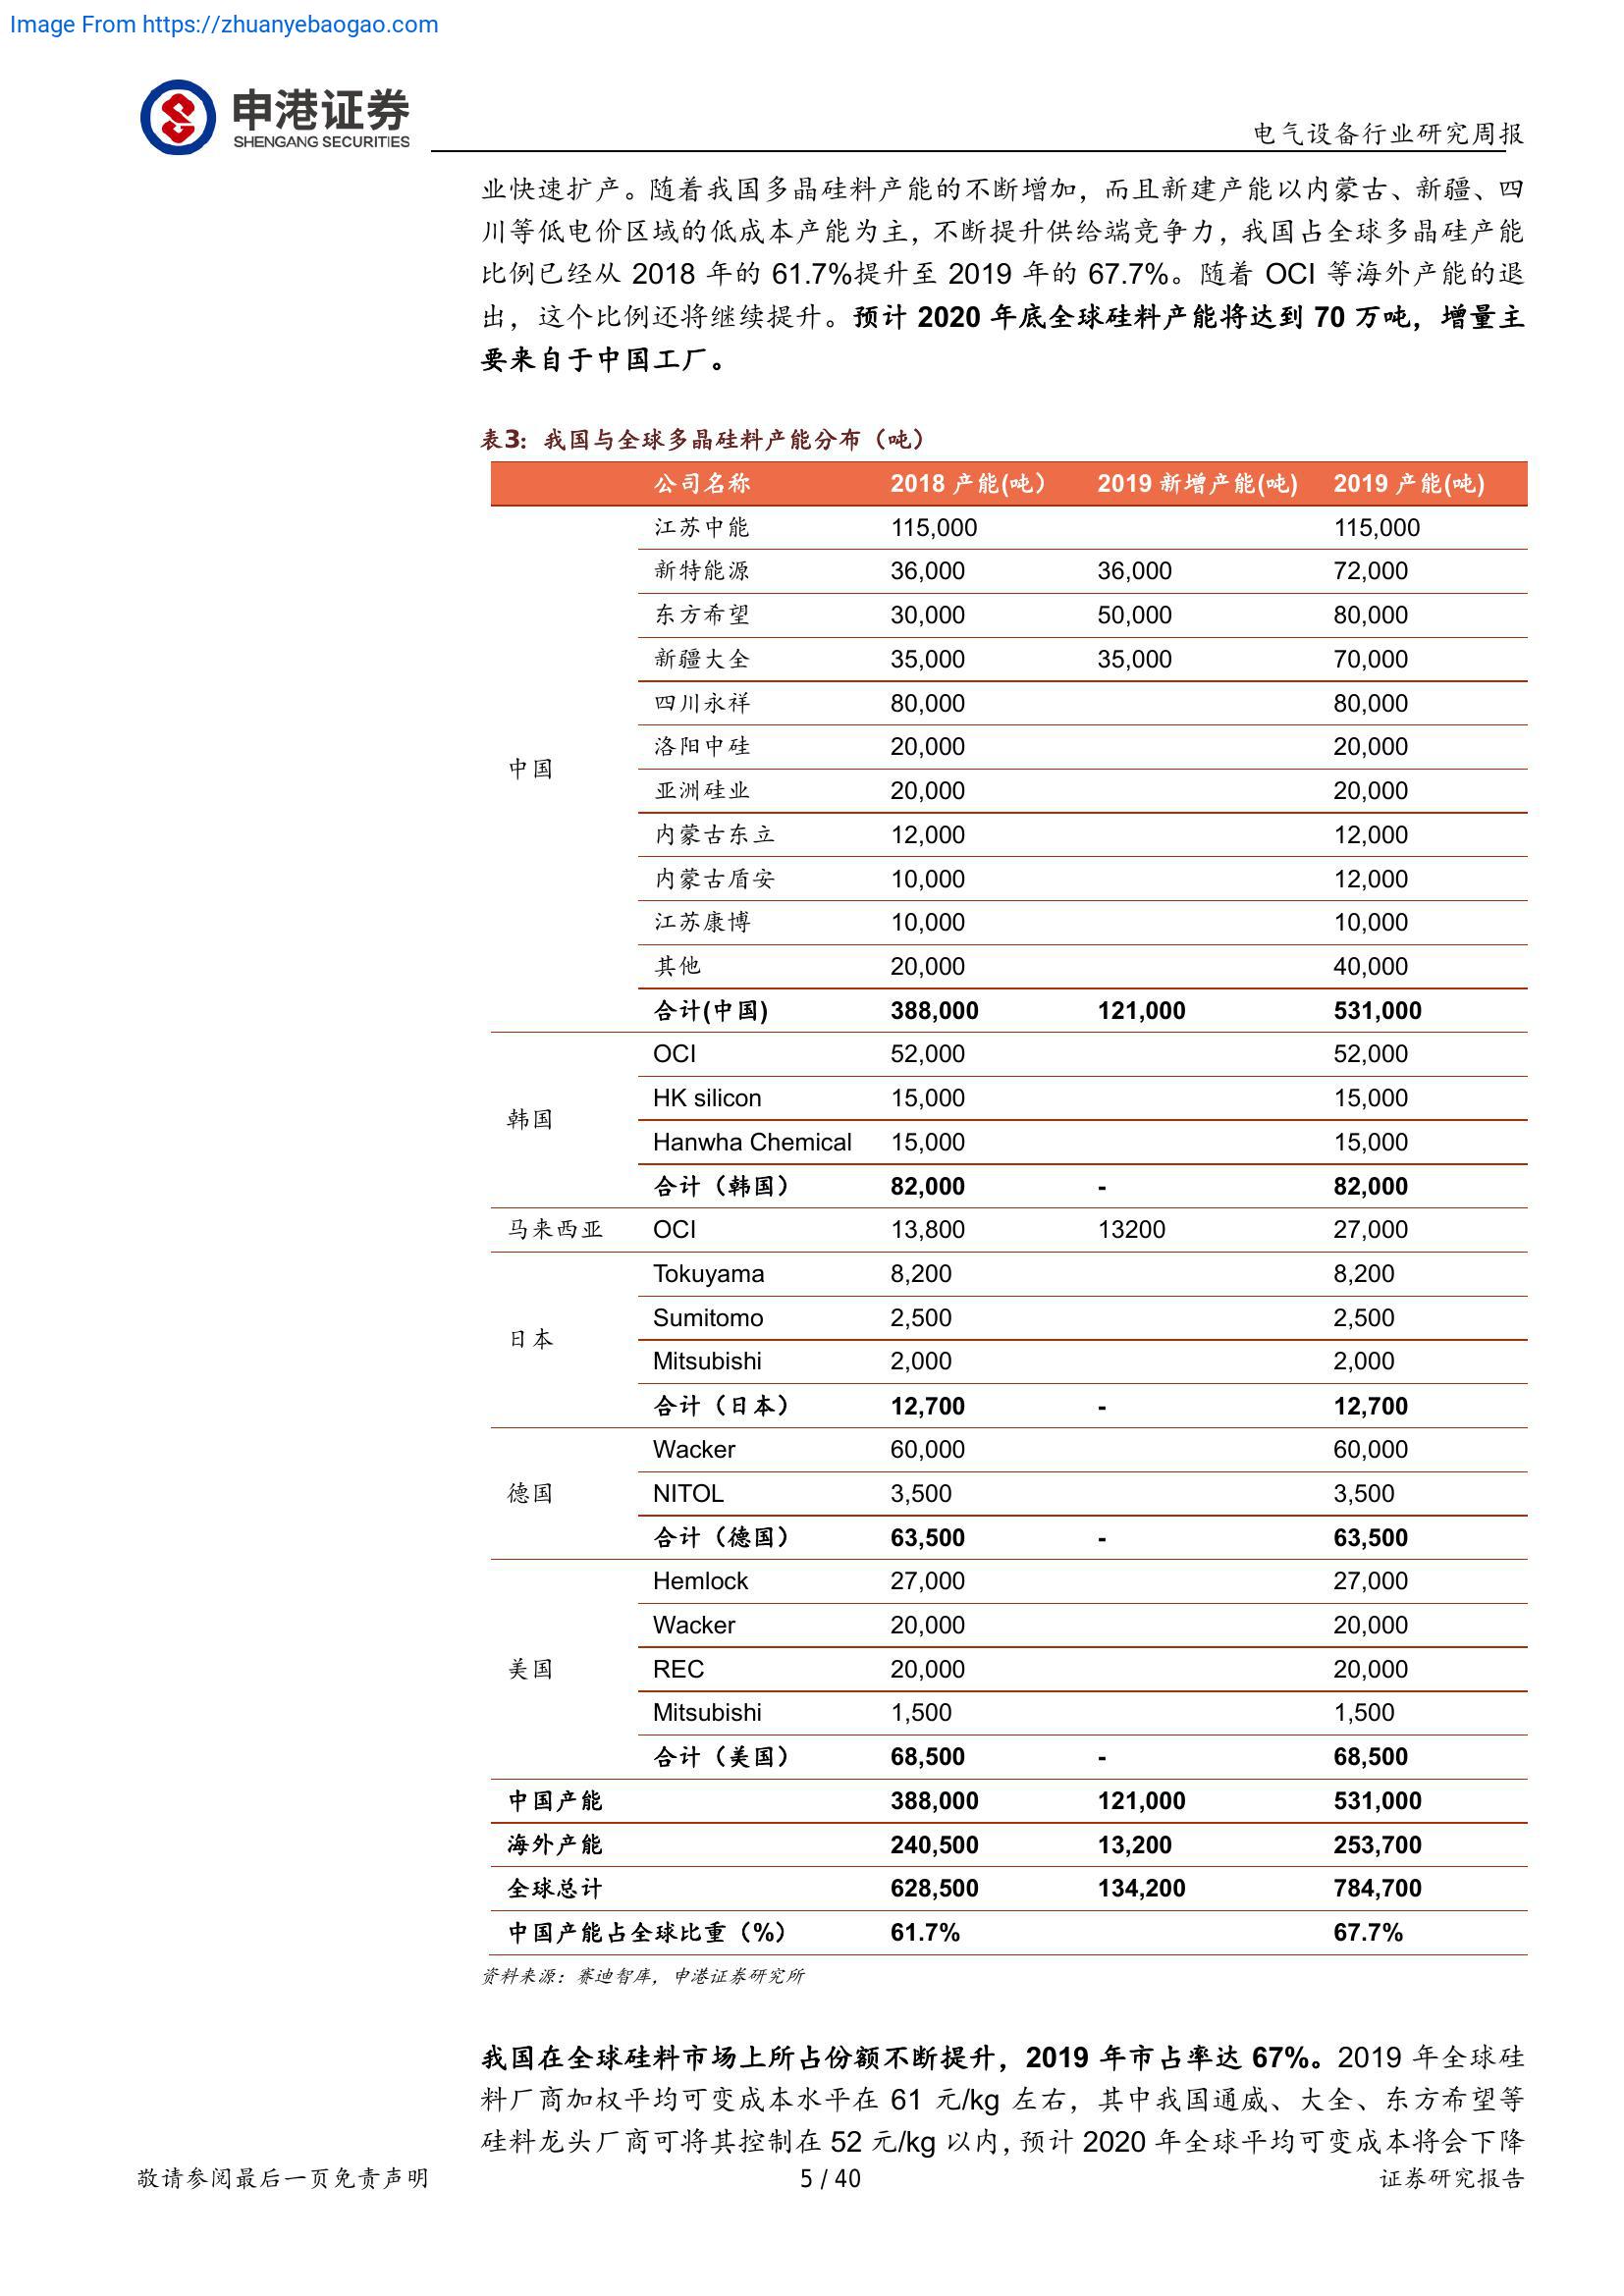 Image From https://zhuanyebaogao.com
申港证券
SHENGANG SECURITIES
电气设备行业研究周报
业快速扩产。随着我国多晶硅料产能的不断增加，而且新建产能以内蒙古、新疆、四
川等低电价区域的低成本产能为主，不断提升供给端竞争力，我国占全球多晶硅产能
比例已经从 2018 年的 61.7%提升至 2019 年的 67.7%。随着 OCI 等海外产能的退
出，这个比例还将继续提升。预计 2020 年底全球硅料产能将达到 70 万吨，增量主
要来自于中国工厂。
表3：我国与全球多晶硅料产能分布（吨）
公司名称 2018 产能(吨） 2019 新增产能(吨) 2019 产能(吨)
江苏中能 115,000 115,000
新特能源 36,000 36,000 72,000
东方希望 30,000 50,000 80,000
新疆大全 35,000 35,000 70,000
四川永祥 80,000 80,000
洛阳中硅 20,000 20,000
中国
亚洲硅业 20,000 20,000
内蒙古东立 12,000 12,000
内蒙古盾安 10,000 12,000
江苏康博 10,000 10,000
其他 20,000 40,000
合计(中国) 388,000 121,000 531,000
OCI 52,000 52,000
HK silicon 15,000 15,000
韩国
Hanwha Chemical 15,000 15,000
合计（韩国） 82,000 - 82,000
马来西亚 OCI 13,800 13200 27,000
Tokuyama 8,200 8,200
Sumitomo 2,500 2,500
日本
Mitsubishi 2,000 2,000
合计（日本） 12,700 - 12,700
Wacker 60,000 60,000
德国 NITOL 3,500 3,500
合计（德国） 63,500 - 63,500
Hemlock 27,000 27,000
Wacker 20,000 20,000
美国 REC 20,000 20,000
Mitsubishi 1,500 1,500
合计（美国） 68,500 - 68,500
中国产能 388,000 121,000 531,000
海外产能 240,500 13,200 253,700
全球总计 628,500 134,200 784,700
中国产能占全球比重（%） 61.7% 67.7%
资料来源：赛迪智库，申港证券研究所
我国在全球硅料市场上所占份额不断提升，2019 年市占率达 67%。2019 年全球硅
料厂商加权平均可变成本水平在 61 元/kg 左右，其中我国通威、大全、东方希望等
硅料龙头厂商可将其控制在 52 元/kg 以内，预计 2020 年全球平均可变成本将会下降
敬请参阅最后一页免责声明 5 / 40 证券研究报告